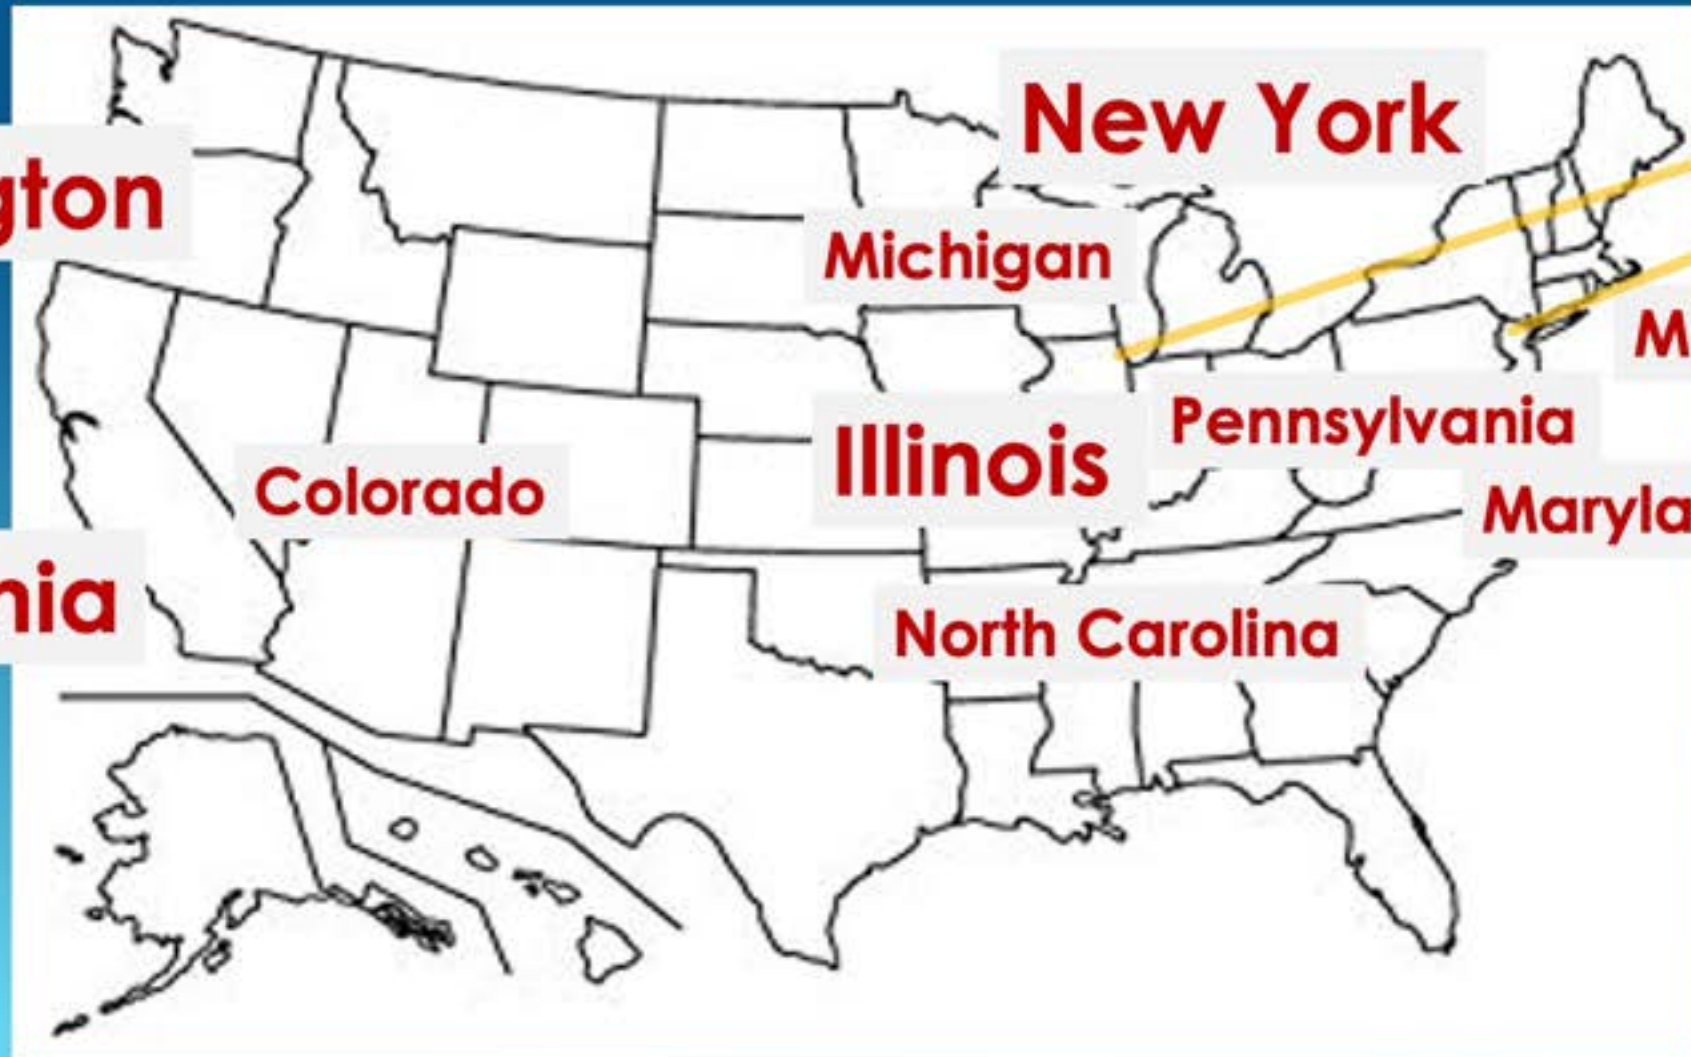 New York
gton
Michigan
M
Pennsylvania
Illinois
Colorado
Maryla
nia
North Carolina